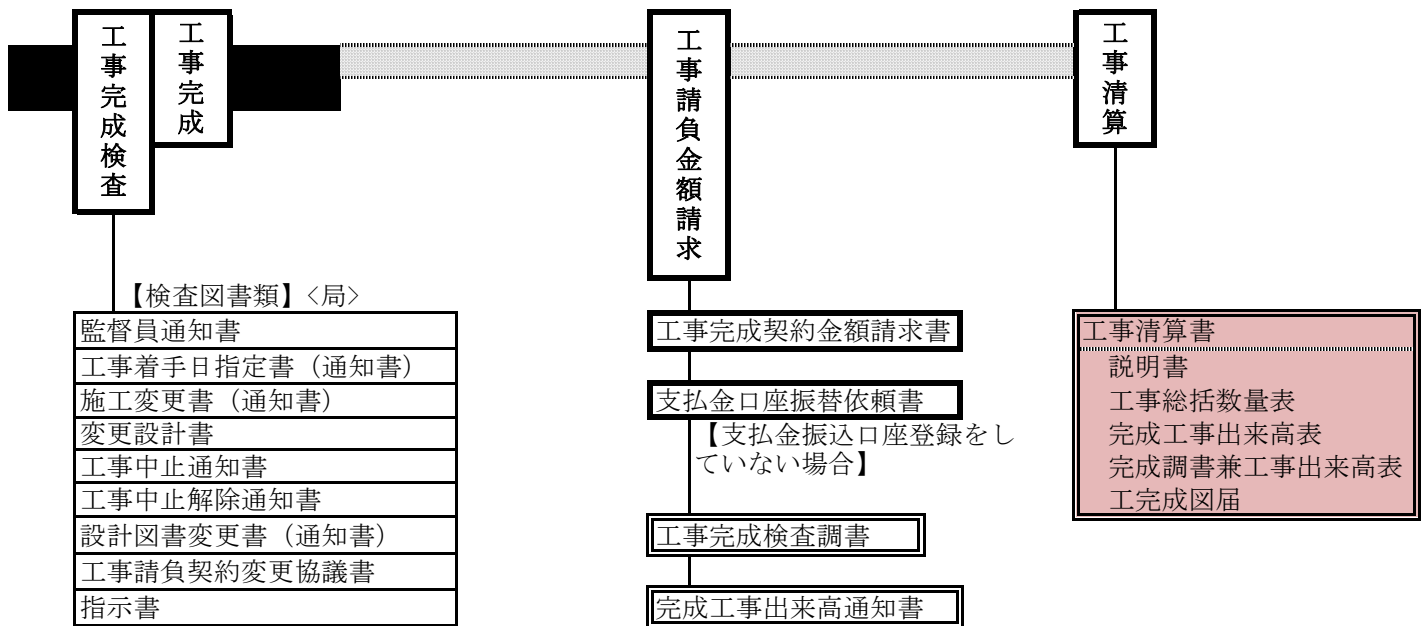 工事完成検査
工事完成
工事請負金額請求
工事清算
【検査図書類】<局>
監督員通知書
工事着手日指定書（通知書）
施工変更書（通知書）
変更設計書
工事中止通知書
工事中止解除通知書
設計図書変更書（通知書）
工事請負契約変更協議書
指示書
工事完成契約金額請求書
支払金口座振替依頼書
【支払金振込口座登録をし
ていない場合】
工事完成検査調書
完成工事出来高通知書
工事清算書
説明書
工事総括数量表
完成工事出来高表
完成調書兼工事出来高表
工完成図届